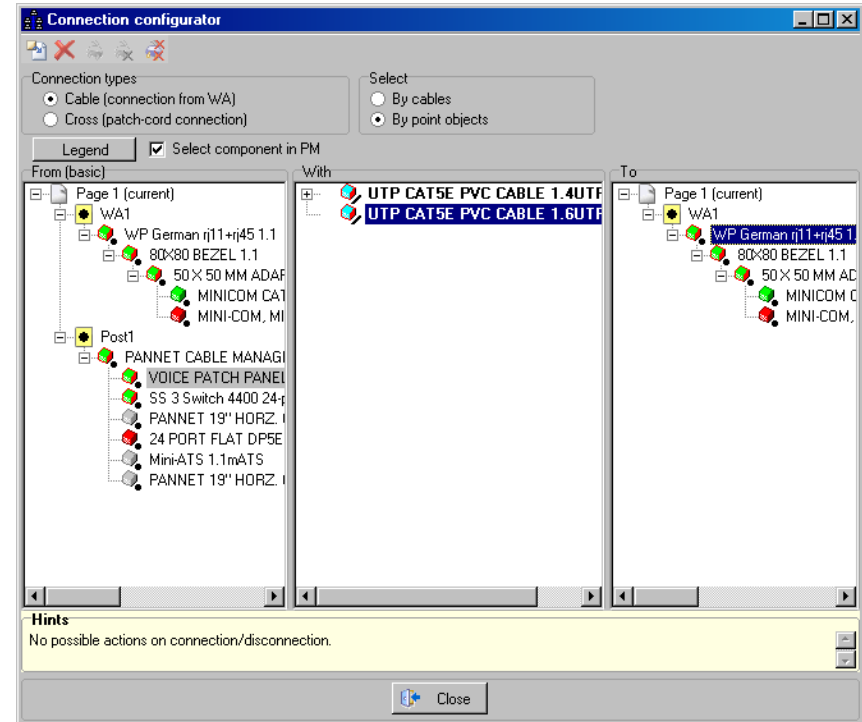 Connection configurator
Connection types
Cable (connection from WA)
Cross (patch-cord connection)
Select
By cables
By point objects
Legend
Select component in PM
From (basic)
Page 1 (current)
WA1
WP German rj11+rj45 1.1
80X80 BEZEL 1.1
50 X 50 MM ADAF
MINICOM CAT
MINI-COM, MI
Post1
PANNET CABLE MANAGI
VOICE PATCH PANEL
SS 3 Switch 4400 24-p
PANNET 19'' HORZ. 
24 PORT FLAT DP5E
Mini-ATS 1.1mATS
PANNET 19'' HORZ. 
With
UTP CAT5E PVC CABLE 1.4UTF
UTP CAT5E PVC CABLE 1.6UTF
To
Page 1 (current)
WA1
WP German rj11+rj45 1.
80X80 BEZEL 1.1
50 X 50 MM AD
MINICOM C
MINI-COM,
Hints
No possible actions on connection/disconnection.
Close